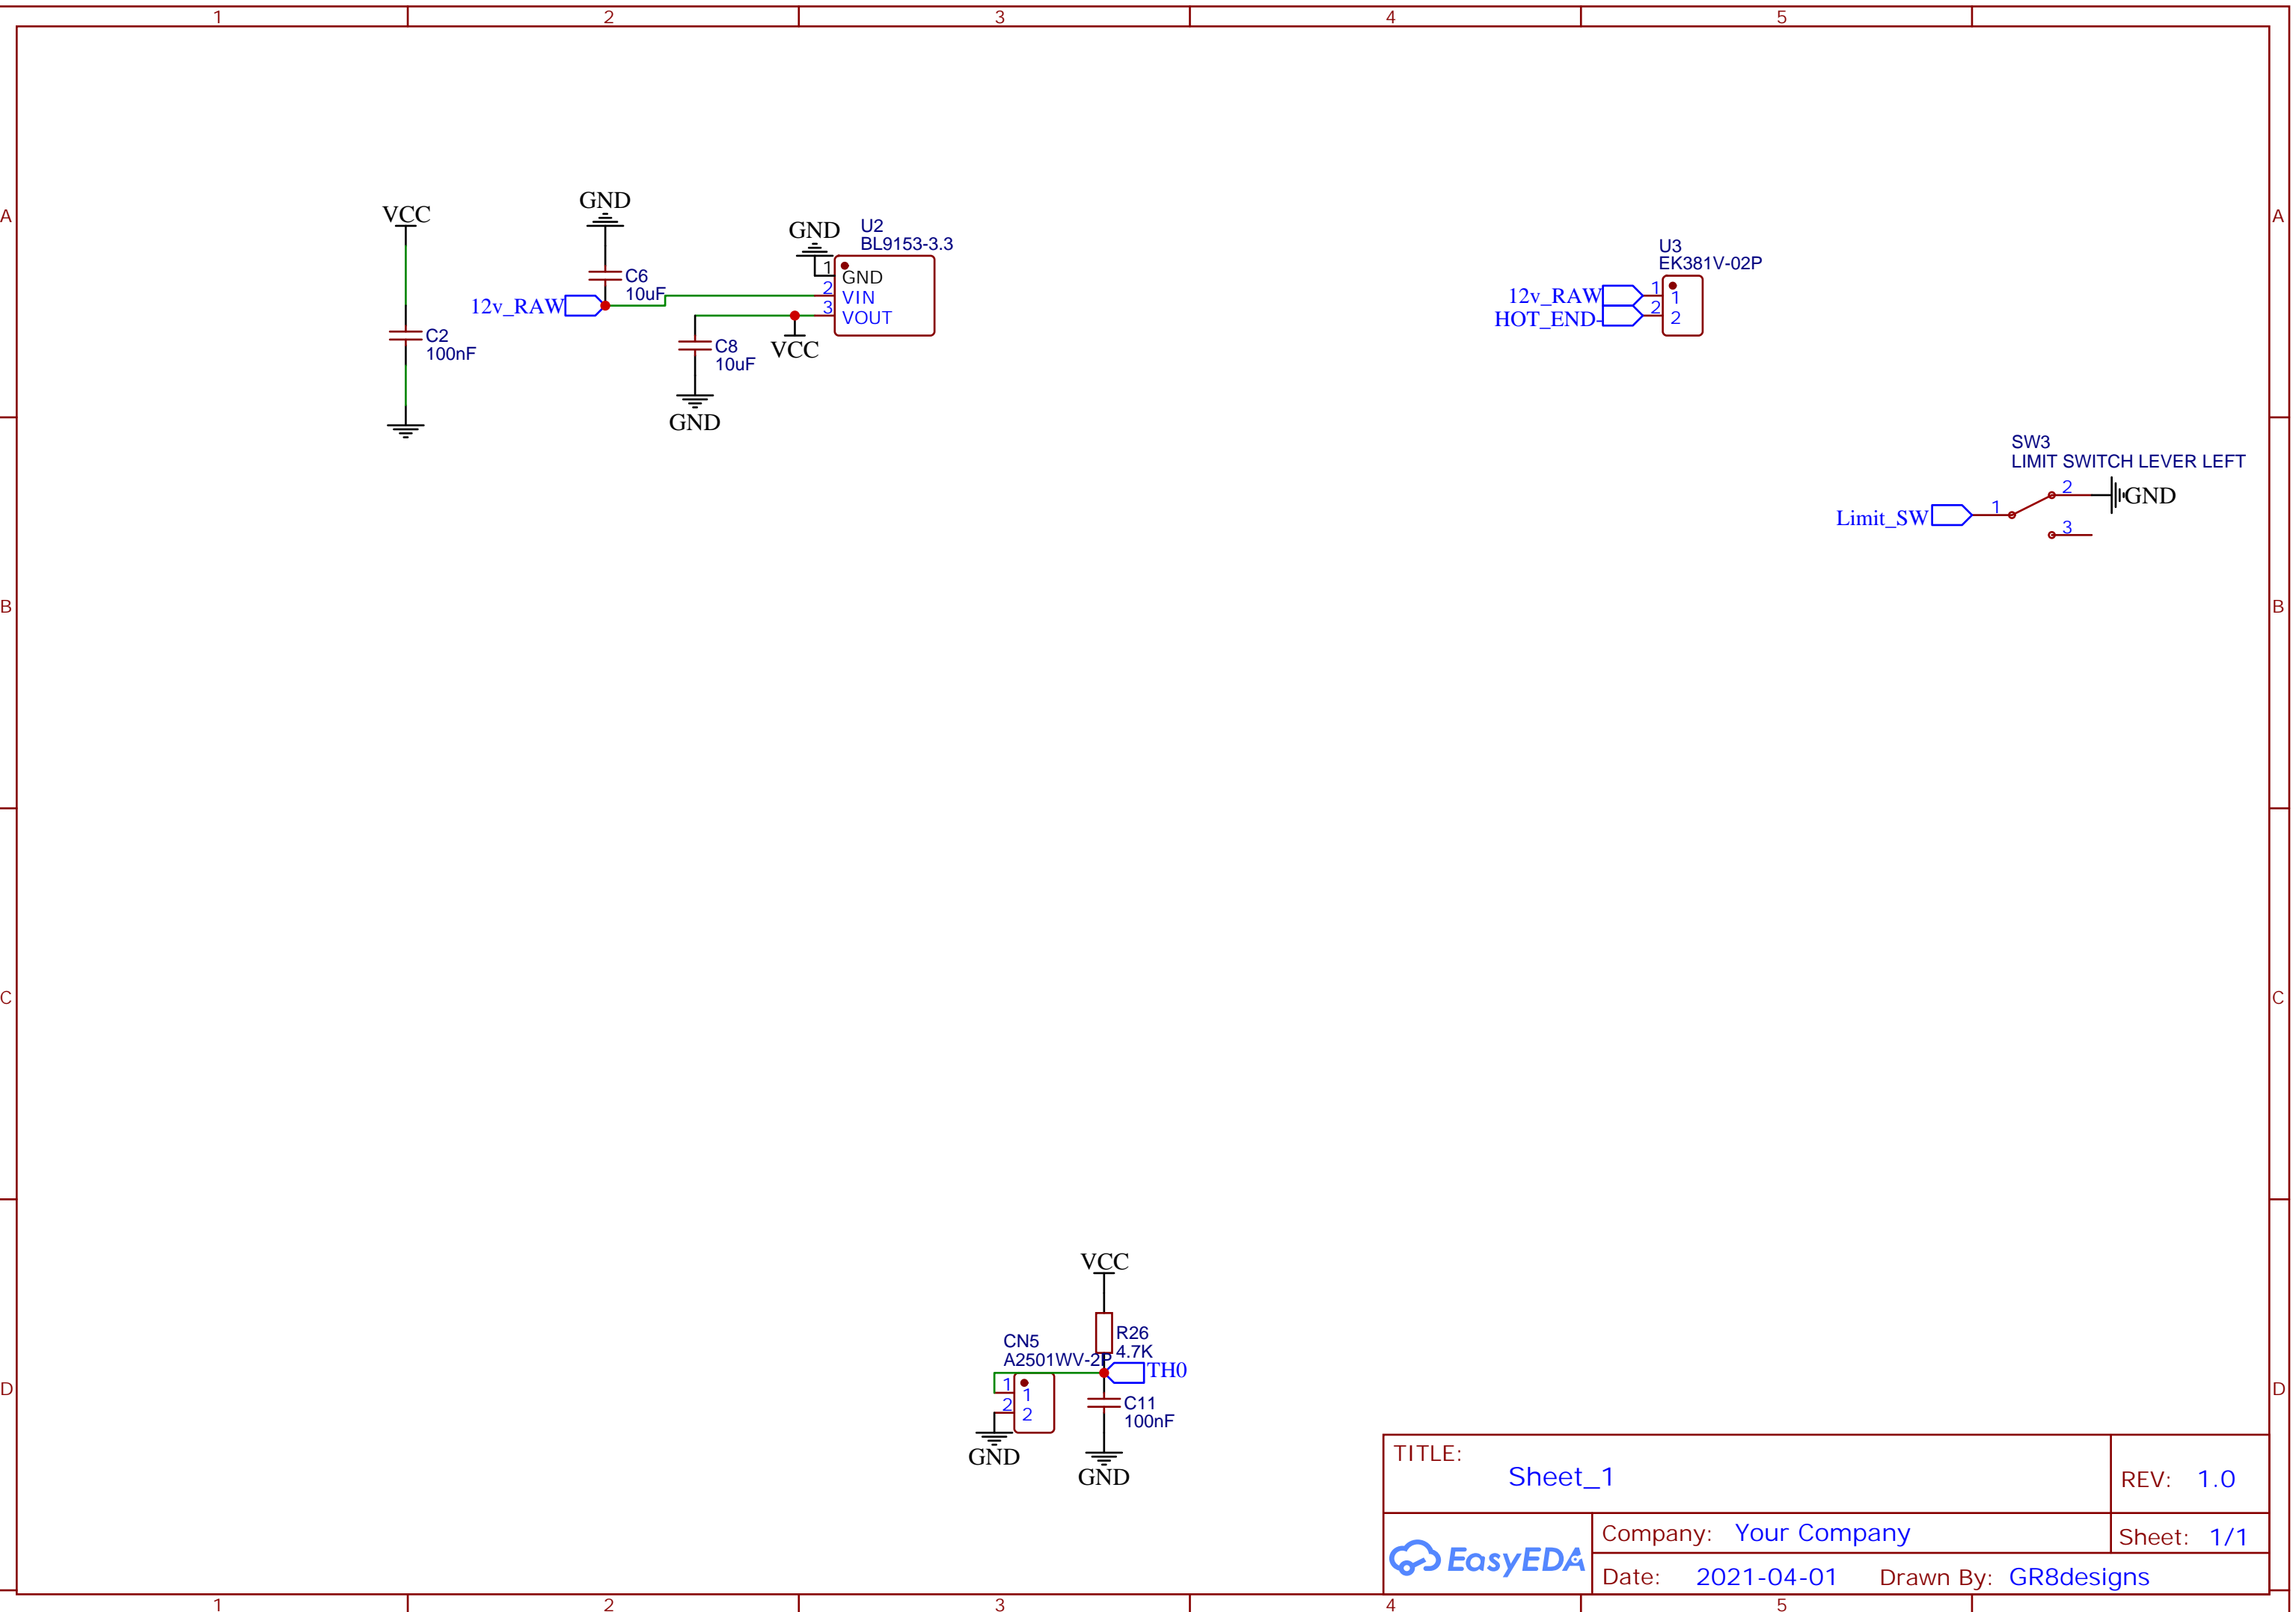 1 2 3 4 5
A
A
VCC
GND
C6
10uF
12v_RAW
C2
100nF
GND
U2
BL9153-3.3
1
GND
2
VIN
3
VOUT
VCC
C8
10uF
GND
U3
EK381V-02P
12v_RAW
1
1
HOT_END-
2
2
SW3
LIMIT SWITCH LEVER LEFT
Limit_SW
1
2
GND
3
B
B
C
C
VCC
R26
4.7K
CN5
A2501WV-2P
TH0
1
1
2
2
GND
C11
100nF
GND
D
D
TITLE:
Sheet_1
REV: 1.0
EasyEDA
Company: Your Company
Sheet: 1/1
Date: 2021-04-01 Drawn By: GR8designs
1 2 3 4 5